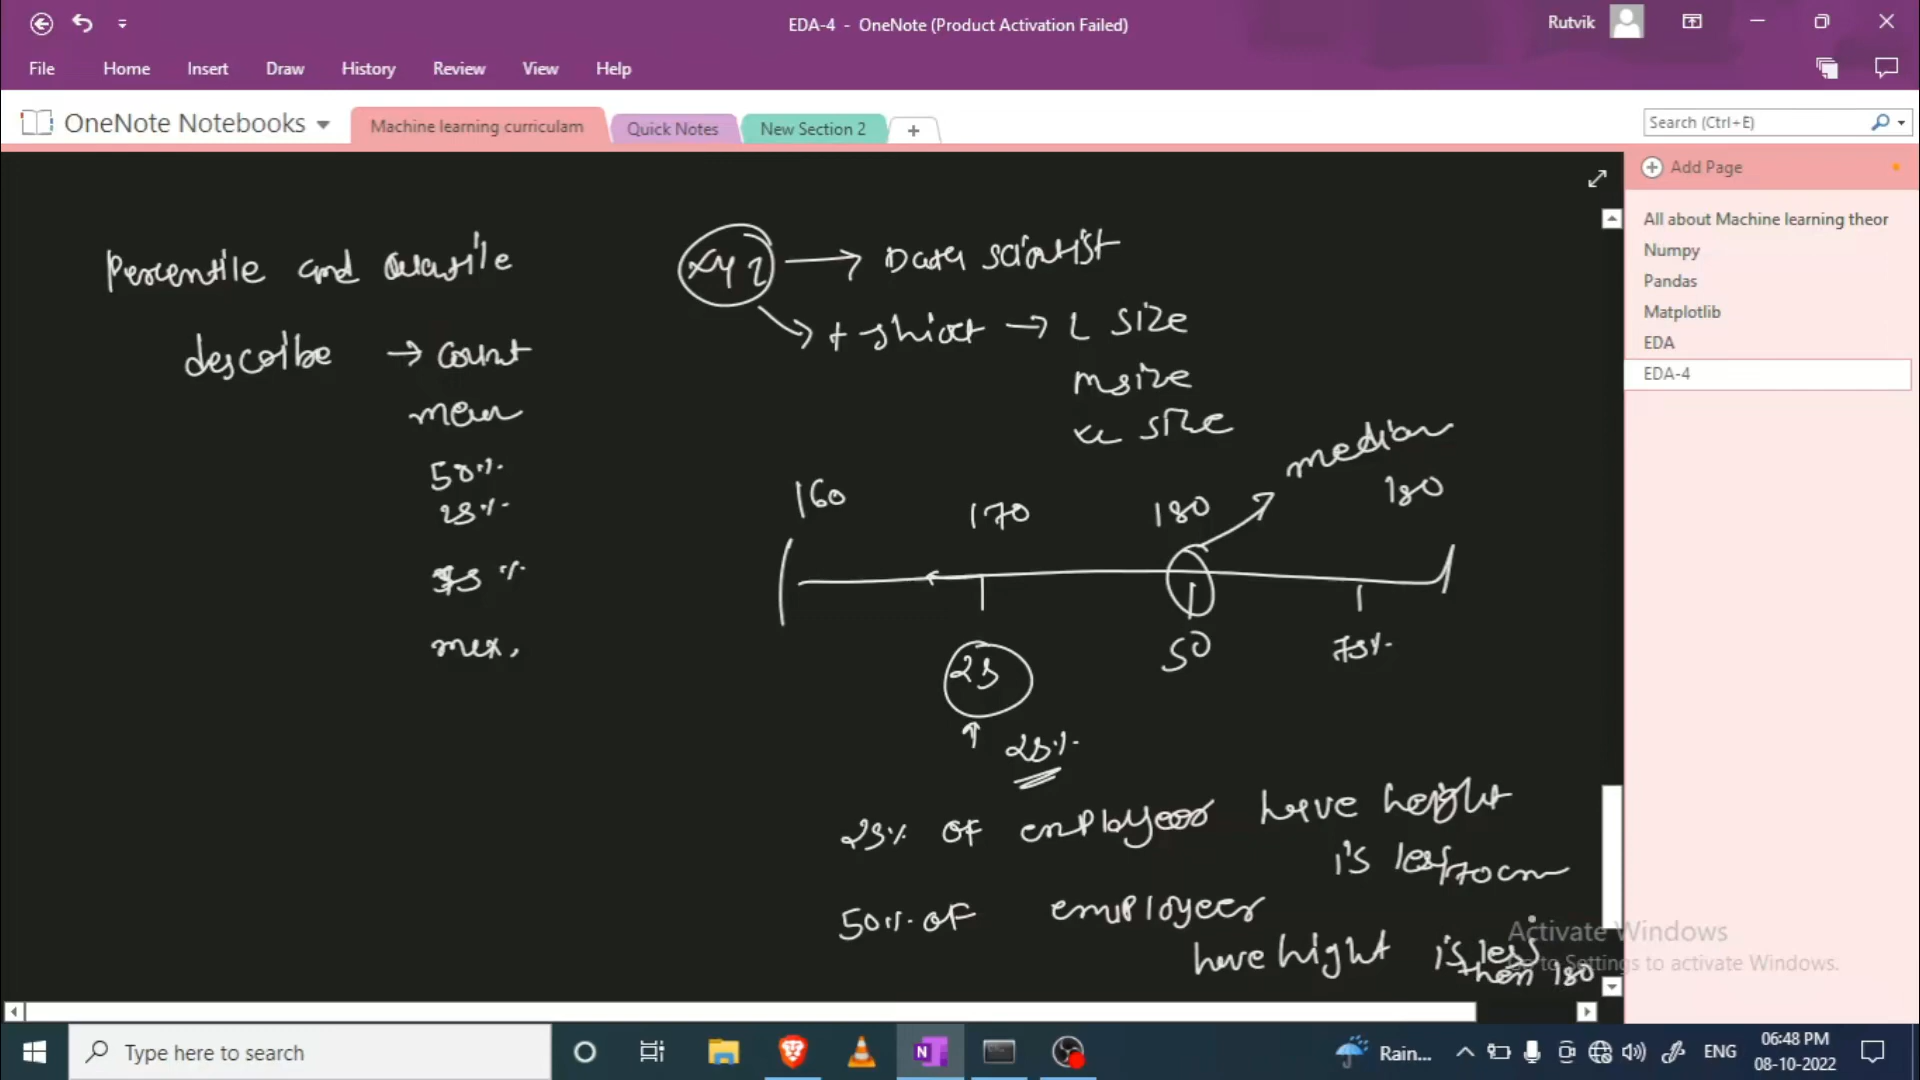 EDA-4 - OneNote (Product Activation Failed)
Rutvik
File Home Insert Draw History Review View Help
OneNote Notebooks
Machine learning curriculam
Quick Notes
New Section 2
Search (Ctrl+E)
Add Page
All about Machine learning theor
Numpy
Pandas
Matplotlib
EDA
EDA-4
Percentile and Quantile
describe → count
mean
50%
25%
75%
max.
xyz → Data scientist
→ t shirt → L size
m size
xl size
median
160 170 180 180
25 50 75%
25%
25% of employees have height
is less 170cm
50% of employees
have hight is less
then 180
Activate Windows
Go to Settings to activate Windows.
Type here to search
Rain...
ENG
06:48 PM
08-10-2022